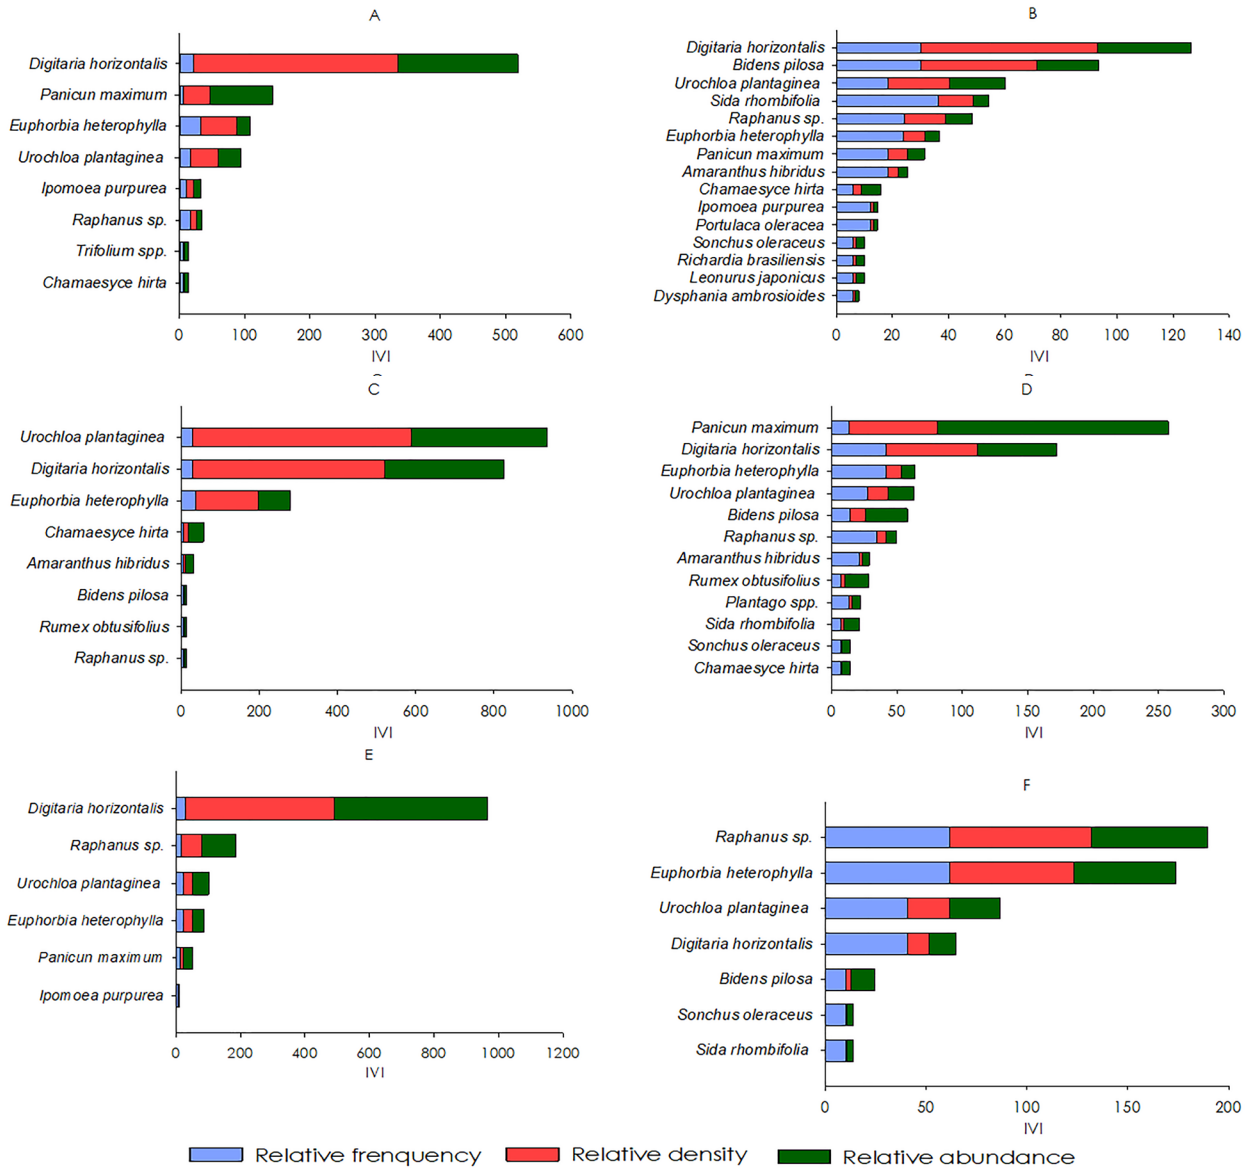 A
Digitaria horizontalis
Panicun maximum
Euphorbia heterophylla
Urochloa plantaginea
Ipomoea purpurea
Raphanus sp.
Trifolium spp.
Chamaesyce hirta
0 100 200 300 400 500 600
IVI
B
Digitaria horizontalis
Bidens pilosa
Urochloa plantaginea
Sida rhombifolia
Raphanus sp.
Euphorbia heterophylla
Panicun maximum
Amaranthus hibridus
Chamaesyce hirta
Ipomoea purpurea
Portulaca oleracea
Sonchus oleraceus
Richardia brasiliensis
Leonurus japonicus
Dysphania ambrosioides
0 20 40 60 80 100 120 140
IVI
C
Urochloa plantaginea
Digitaria horizontalis
Euphorbia heterophylla
Chamaesyce hirta
Amaranthus hibridus
Bidens pilosa
Rumex obtusifolius
Raphanus sp.
0 200 400 600 800 1000
IVI
D
Panicun maximum
Digitaria horizontalis
Euphorbia heterophylla
Urochloa plantaginea
Bidens pilosa
Raphanus sp.
Amaranthus hibridus
Rumex obtusifolius
Plantago spp.
Sida rhombifolia
Sonchus oleraceus
Chamaesyce hirta
0 50 100 150 200 250 300
IVI
E
Digitaria horizontalis
Raphanus sp.
Urochloa plantaginea
Euphorbia heterophylla
Panicun maximum
Ipomoea purpurea
0 200 400 600 800 1000 1200
IVI
F
Raphanus sp.
Euphorbia heterophylla
Urochloa plantaginea
Digitaria horizontalis
Bidens pilosa
Sonchus oleraceus
Sida rhombifolia
0 50 100 150 200
IVI
Relative frenquency Relative density Relative abundance